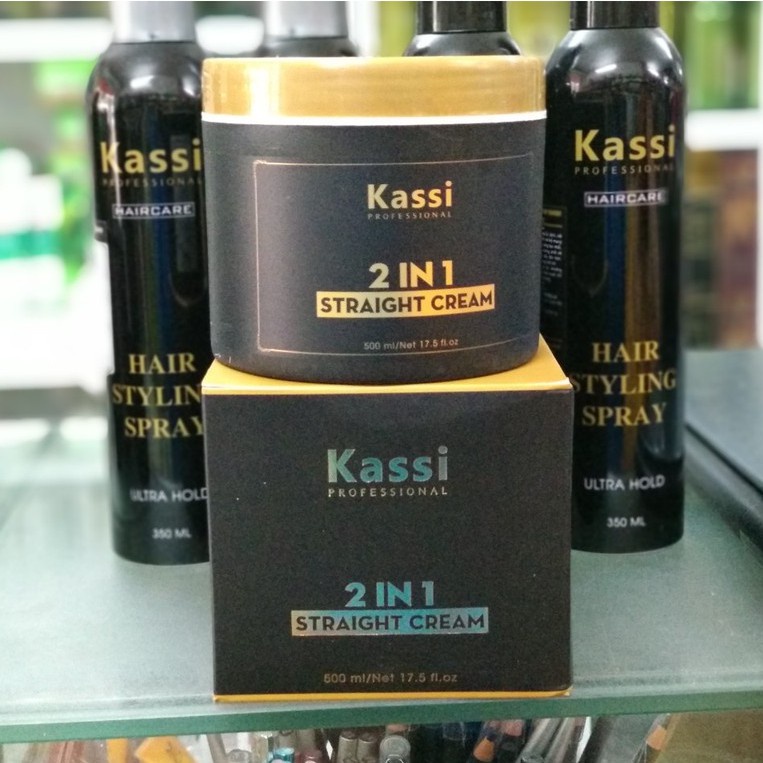 Kassi
PROFESSIONAL
HAIRCARE
HAIR
STYLING
SPRAY
ULTRA HOLD
350 ML
Kassi
PROFESSIONAL
2 IN 1
STRAIGHT CREAM
500 ml/Net 17.5 fl.oz
Kassi
PROFESSIONAL
2 IN 1
STRAIGHT CREAM
500 ml/Net 17.5 fl.oz
Kassi
PROFESSIONAL
HAIRCARE
HAIR
STYLING
SPRAY
ULTRA HOLD
350 ML